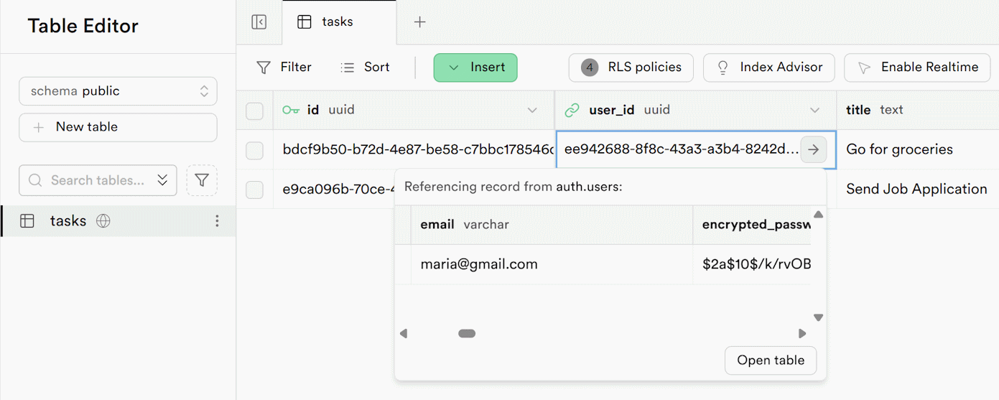 Table Editor
tasks
Filter Sort Insert 4 RLS policies Index Advisor Enable Realtime
schema public
New table
id uuid user_id uuid title text
bdcf9b50-b72d-4e87-be58-c7bbc178546c ee942688-8f8c-43a3-a3b4-8242d... Go for groceries
Search tables...
e9ca096b-70ce-4 Send Job Application
Referencing record from auth.users:
tasks
email varchar encrypted_passw
maria@gmail.com $2a$10$/k/rvOB
Open table